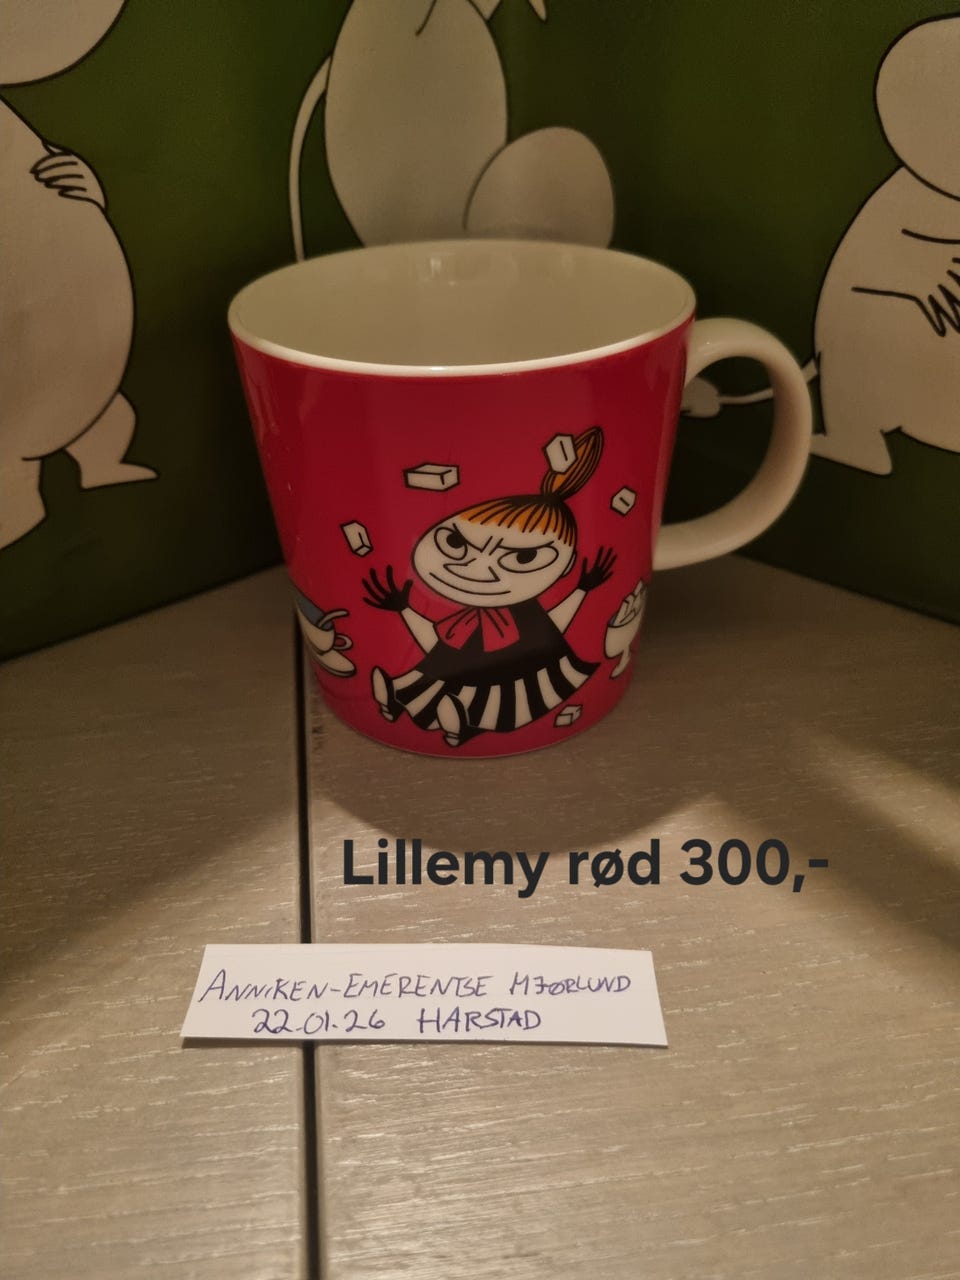 Lillemy rød 300,-
ANNIKEN-EMERENTSE MJØRLUND
22.01.26 HARSTAD